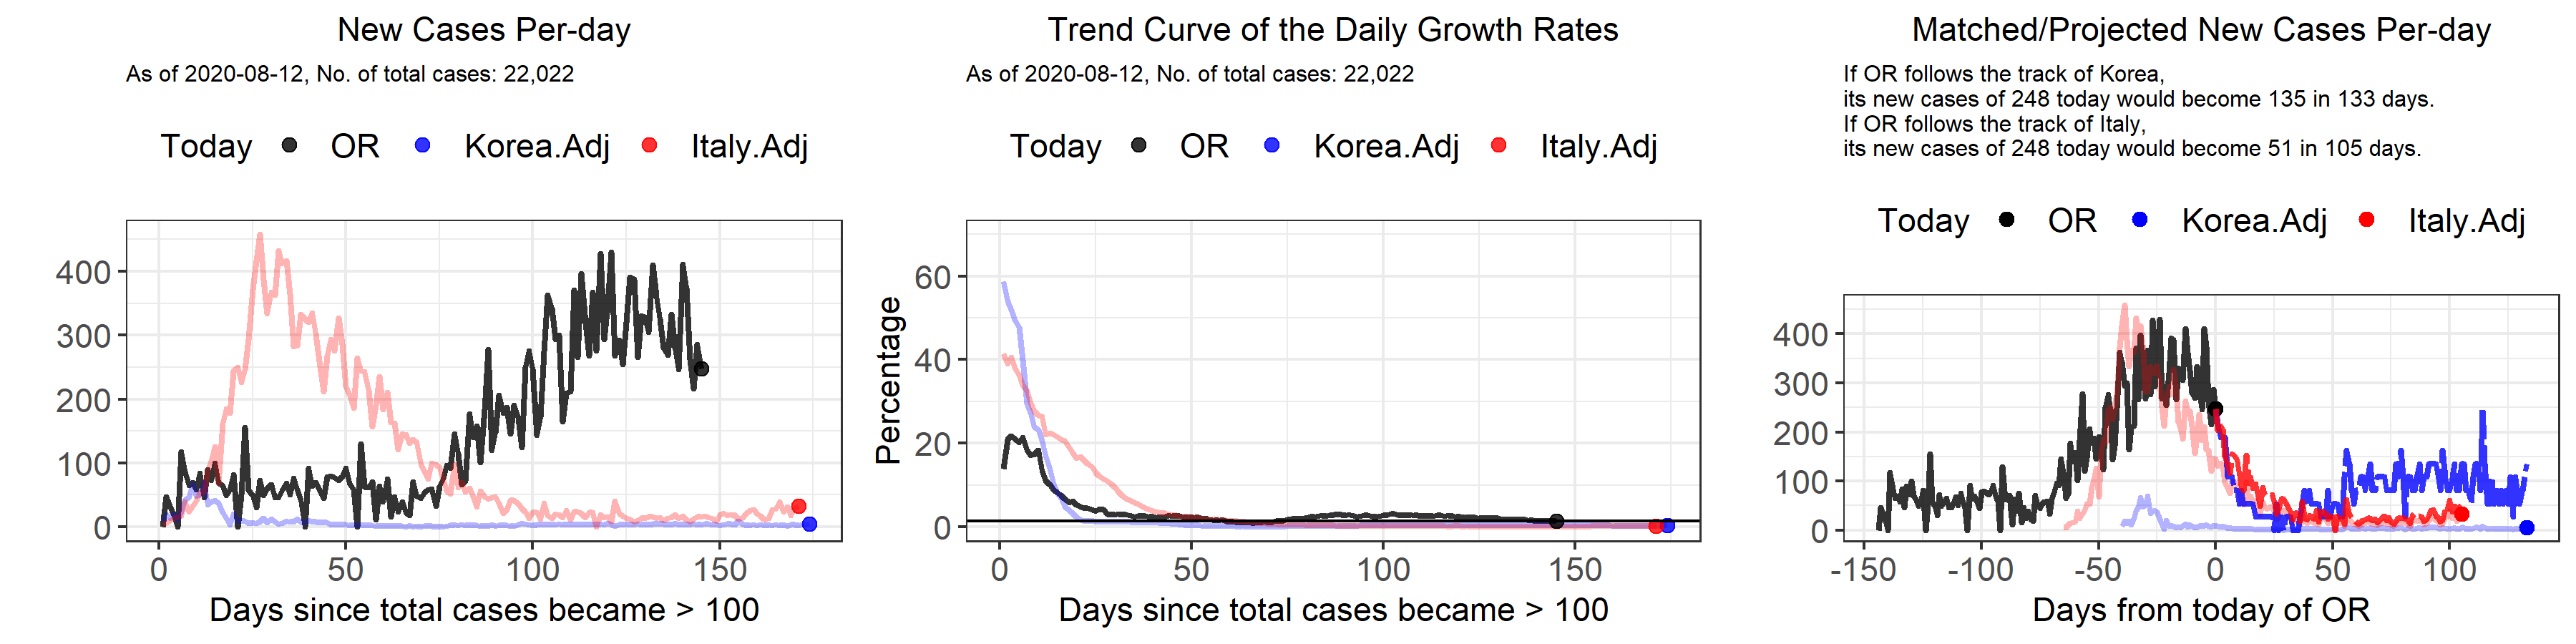 New Cases Per-day
As of 2020-08-12, No. of total cases: 22,022
Today OR Korea.Adj Italy.Adj
400
300
200
100
0
0 50 100 150
Days since total cases became > 100
Trend Curve of the Daily Growth Rates
As of 2020-08-12, No. of total cases: 22,022
Today OR Korea.Adj Italy.Adj
Percentage
60
40
20
0
0 50 100 150
Days since total cases became > 100
Matched/Projected New Cases Per-day
If OR follows the track of Korea,
its new cases of 248 today would become 135 in 133 days.
If OR follows the track of Italy,
its new cases of 248 today would become 51 in 105 days.
Today OR Korea.Adj Italy.Adj
400
300
200
100
0
-150 -100 -50 0 50 100
Days from today of OR